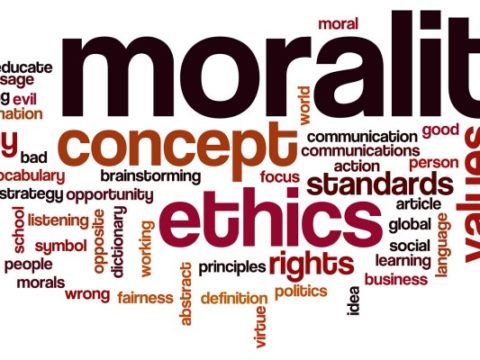 moral
moralit
educate
sage
g evil
nation
world
y
bad
concept
communication
communications
good
values
vocabulary
brainstorming
focus
action
person
strategy
opportunity
standards
school
listening
opposite
dictionary
ethics
article
global
language
symbol
working
social
people
principles
rights
learning
morals
abstract
business
wrong
fairness
definition
politics
idea
virtue